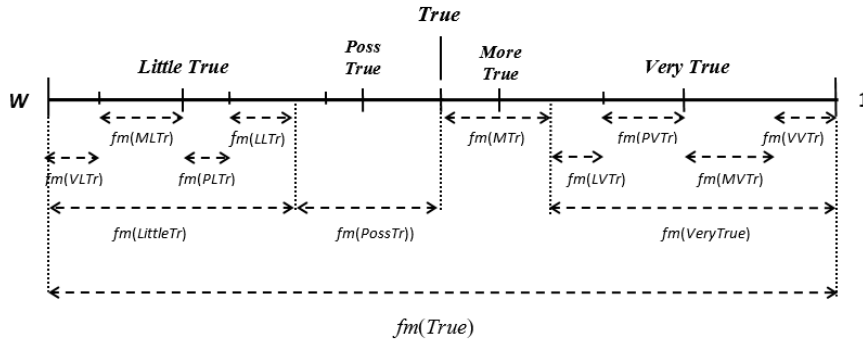 True
Little True
Poss
True
More
True
Very True
W
1
fm(MLTr)
fm(LLTr)
fm(MTr)
fm(PVTr)
fm(VVTr)
fm(VLTr)
fm(PLTr)
fm(LVTr)
fm(MVTr)
fm(LittleTr)
fm(PossTr))
fm(VeryTrue)
fm(True)